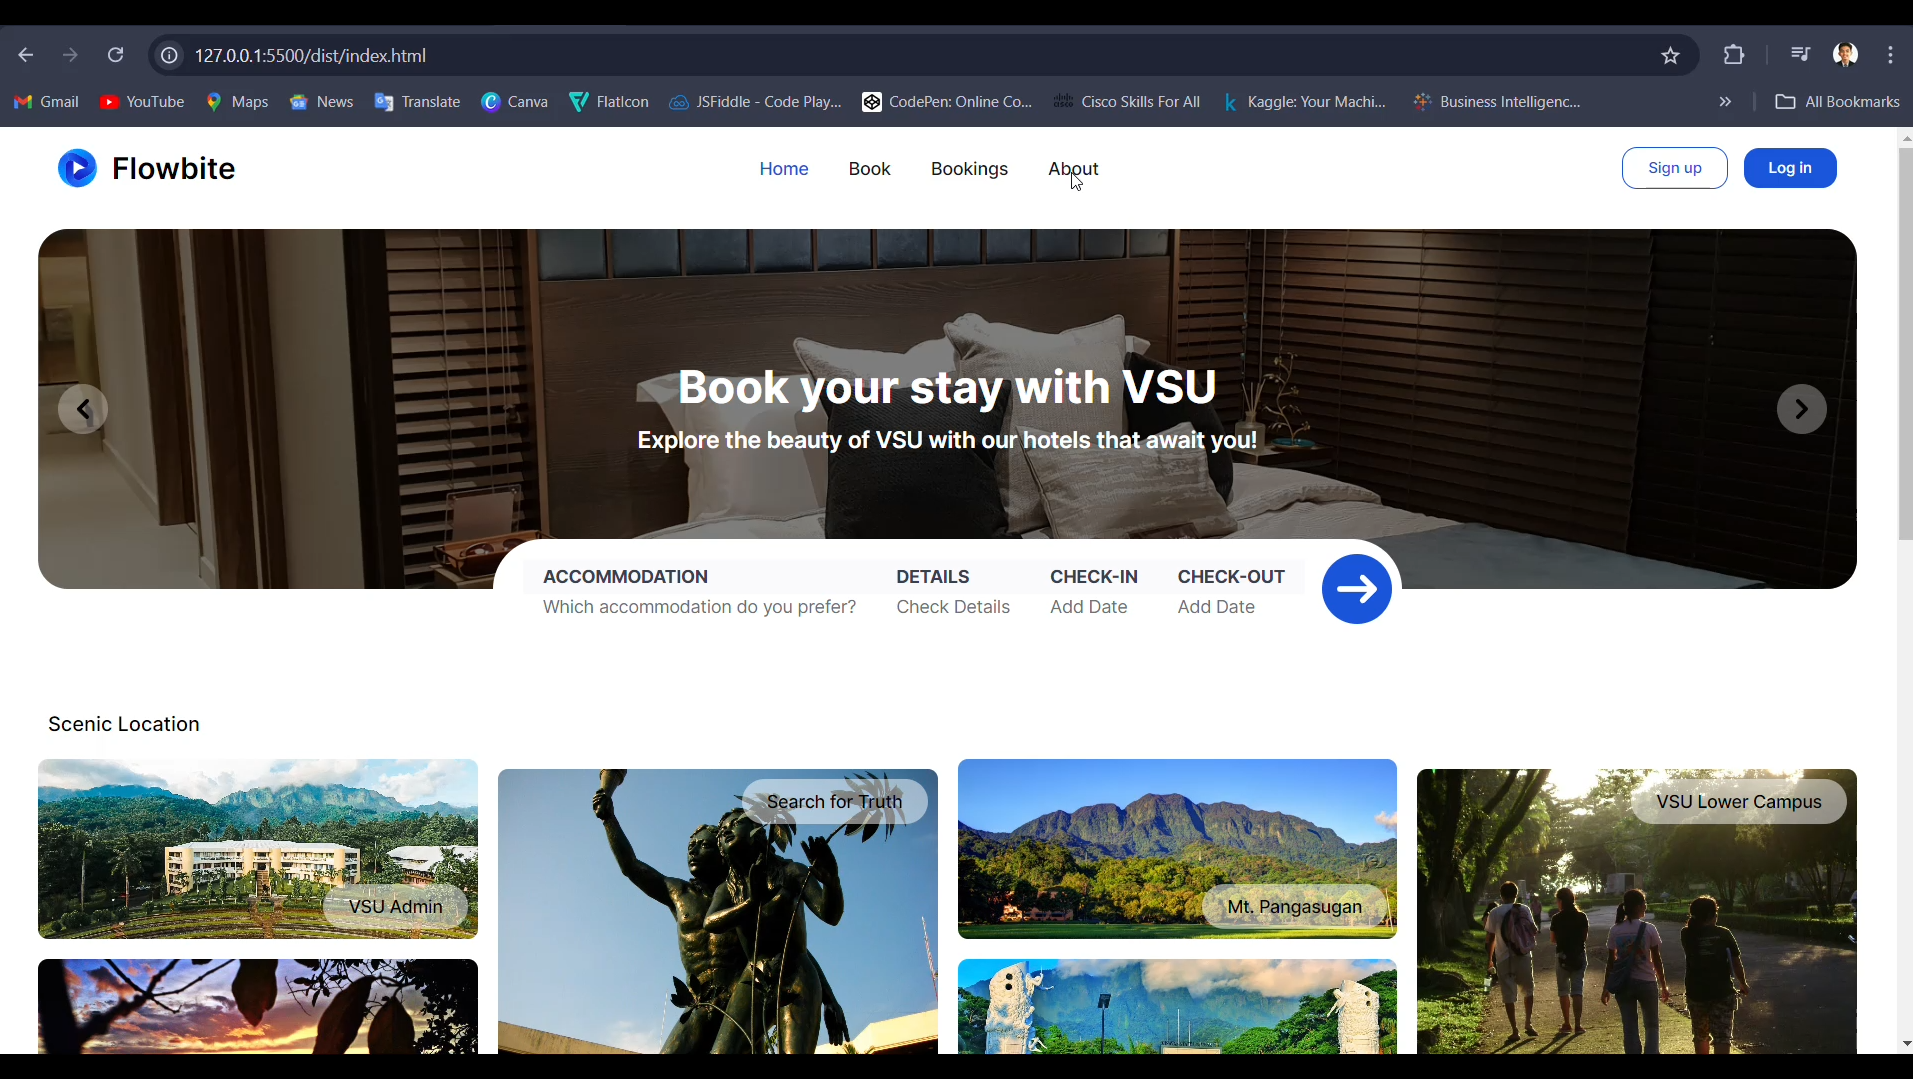 127.0.0.1:5500/dist/index.html
Gmail YouTube Maps News Translate Canva Flaticon JSFiddle - Code Play... CodePen: Online Co... Cisco Skills For All Kaggle: Your Machi... Business Intelligenc... All Bookmarks
Flowbite Home Book Bookings About Sign up Log in
Book your stay with VSU
Explore the beauty of VSU with our hotels that await you!
ACCOMMODATION DETAILS CHECK-IN CHECK-OUT
Which accommodation do you prefer? Check Details Add Date Add Date
Scenic Location
Search for Truth VSU Lower Campus
VSU Admin Mt. Pangasugan